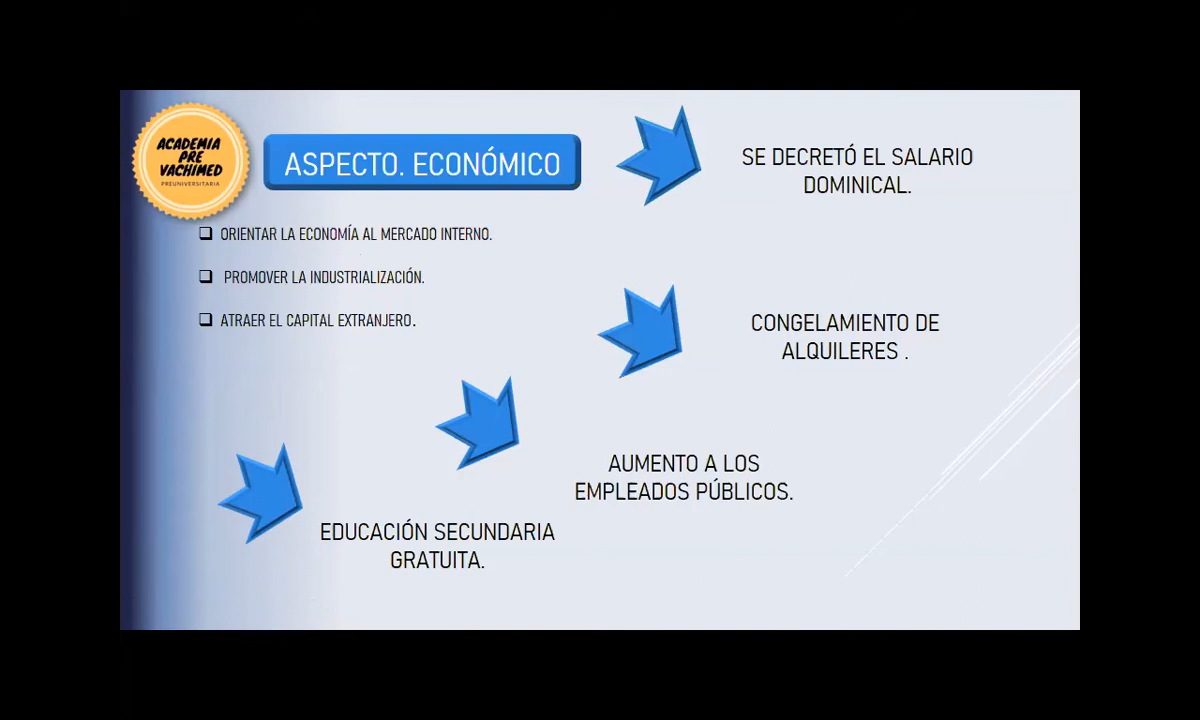 ACADEMIA
PRE
VACHIMED
PREUNIVERSITARIA
ASPECTO. ECONÓMICO
ORIENTAR LA ECONOMÍA AL MERCADO INTERNO.
PROMOVER LA INDUSTRIALIZACIÓN.
ATRAER EL CAPITAL EXTRANJERO.
SE DECRETÓ EL SALARIO
DOMINICAL.
CONGELAMIENTO DE
ALQUILERES .
AUMENTO A LOS
EMPLEADOS PÚBLICOS.
EDUCACIÓN SECUNDARIA
GRATUITA.